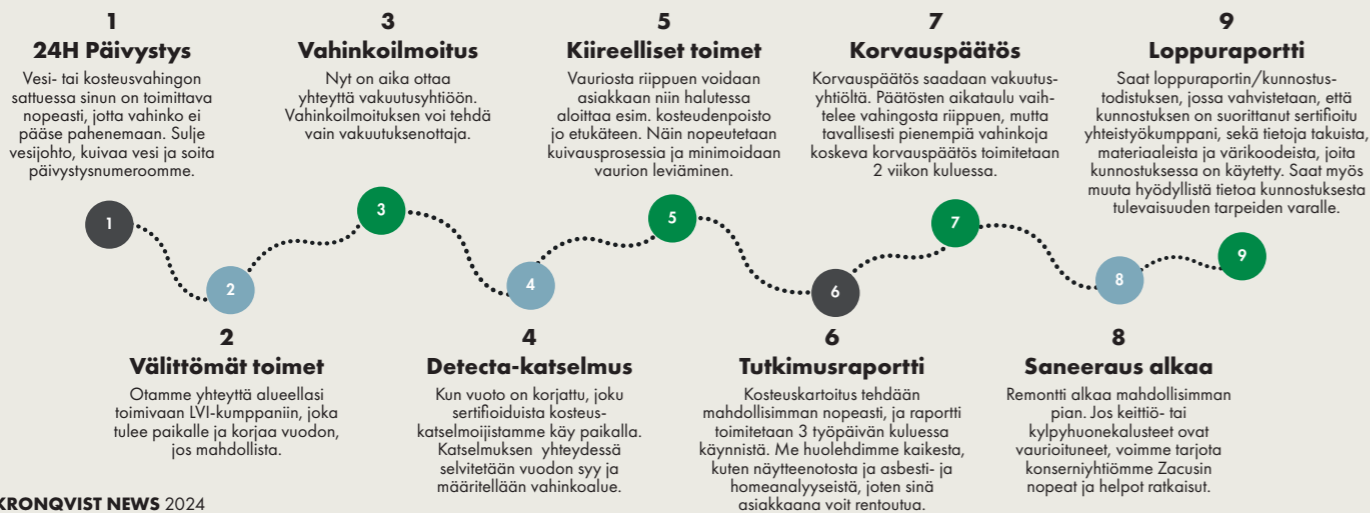 1
24H Päivystys
Vesi- tai kosteusvahingon
sattuessa sinun on toimittava
nopeasti, jotta vahinko ei
pääse pahenemaan. Sulje
vesijohto, kuivaa vesi ja soita
päivystysnumeroomme.
3
Vahinkoilmoitus
Nyt on aika ottaa
yhteyttä vakuutusyhtiöön.
Vahinkoilmoituksen voi tehdä
vain vakuutuksenottaja.
5
Kiireelliset toimet
Vauriosta riippuen voidaan
asiakkaan niin halutessa
aloittaa esim. kosteudenpoisto
jo etukäteen. Näin nopeutetaan
kuivausprosessia ja minimoidaan
vaurion leviäminen.
7
Korvauspäätös
Korvauspäätös saadaan vakuutus-
yhtiöltä. Päätösten aikataulu vaih-
telee vahingosta riippuen, mutta
tavallisesti pienempiä vahinkoja
koskeva korvauspäätös toimitetaan
2 viikon kuluessa.
9
Loppuraportti
Saat loppuraportin/kunnostus-
todistuksen, jossa vahvistetaan, että
kunnostuksen on suorittanut sertifioitu
yhteistyökumppani, sekä tietoja takuista,
materiaaleista ja värikoodeista, joita
kunnostuksessa on käytetty. Saat myös
muuta hyödyllistä tietoa kunnostuksesta
tulevaisuuden tarpeiden varalle.
1
2
3
4
5
6
7
8
9
2
Välittömät toimet
Otamme yhteyttä alueellasi
toimivaan LVI-kumppaniin, joka
tulee paikalle ja korjaa vuodon,
jos mahdollista.
4
Detecta-katselmus
Kun vuoto on korjattu, joku
sertifioiduista kosteus-
katselmoijistamme käy paikalla.
Katselmuksen yhteydessä
selvitetään vuodon syy ja
määritellään vahinkoalue.
6
Tutkimusraportti
Kosteuskartoitus tehdään
mahdollisimman nopeasti, ja raportti
toimitetaan 3 työpäivän kuluessa
käynnistä. Me huolehdimme kaikesta,
kuten näytteenotosta ja asbesti- ja
homeanalyyseistä, joten sinä
asiakkaana voit rentoutua.
8
Saneeraus alkaa
Remontti alkaa mahdollisimman
pian. Jos keittiö- tai
kylpyhuonekalusteet ovat
vaurioituneet, voimme tarjota
konserniyhtiömme Zacusin
nopeat ja helpot ratkaisut.
KRONQVIST NEWS 2024